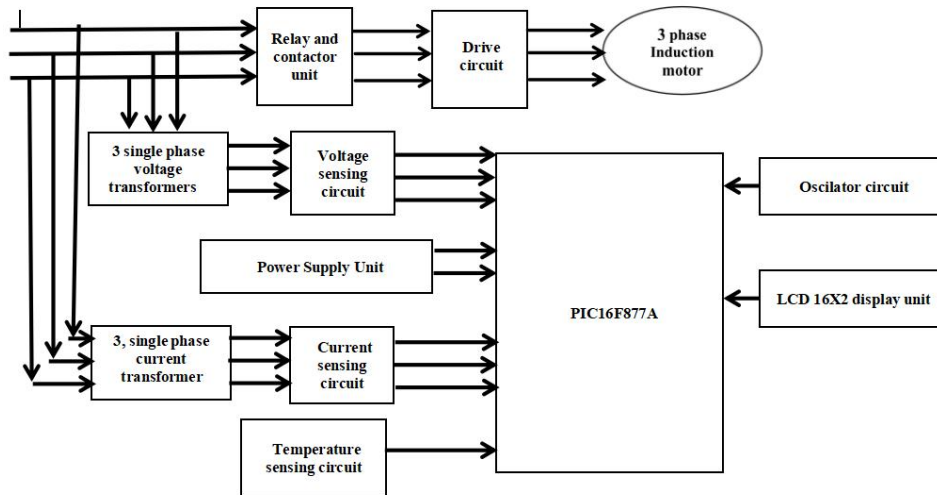 Relay and
contactor
unit
Drive
circuit
3 phase
Induction
motor
3 single phase
voltage
transformers
Voltage
sensing
circuit
Oscilator circuit
Power Supply Unit
PIC16F877A
LCD 16X2 display unit
3, single phase
current
transformer
Current
sensing
circuit
Temperature
sensing circuit